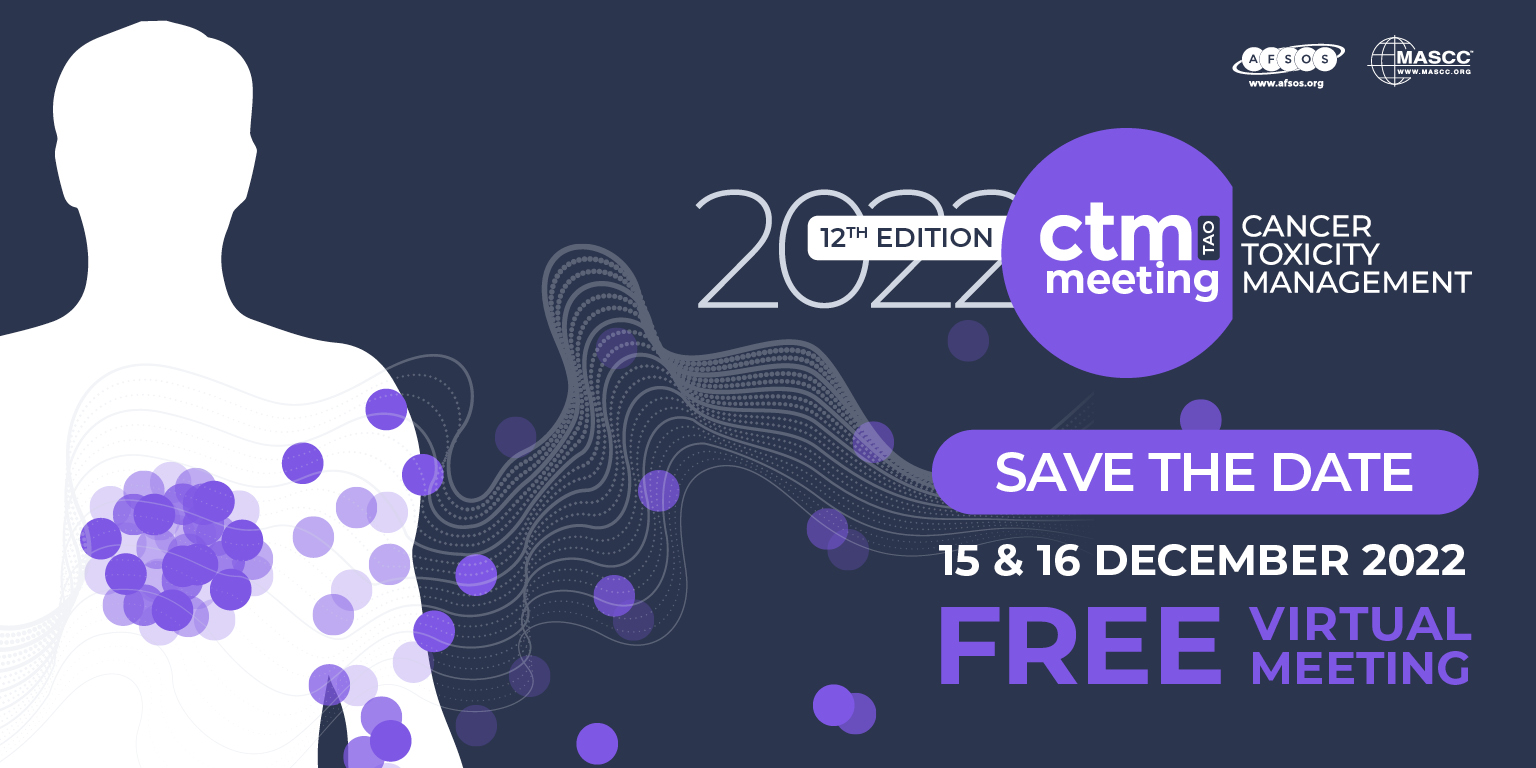 AFSOS
www.afsos.org
MASCC™
WWW.MASCC.ORG
2022
12TH EDITION
ctm
TAO
meeting
CANCER
TOXICITY
MANAGEMENT
SAVE THE DATE
15 & 16 DECEMBER 2022
FREE
VIRTUAL
MEETING